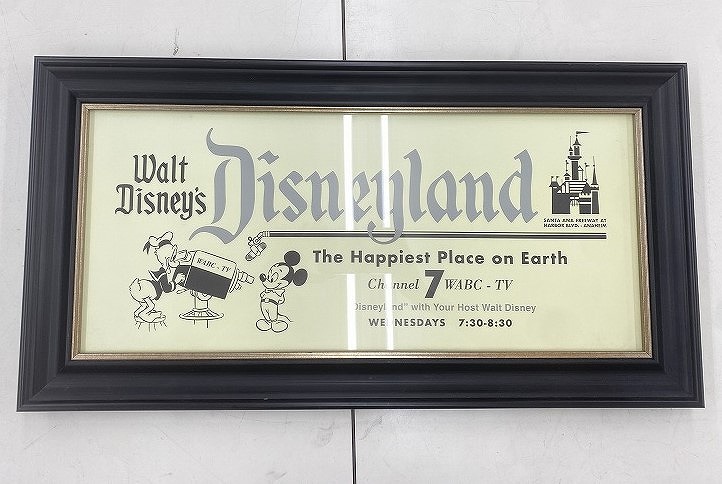 Walt
Disney's
Disneyland
SANTA ANA FREEWAY AT
HARBOR BLVD. - ANAHEIM
The Happiest Place on Earth
WABC - TV
Channel 7 WABC - TV
"Disneyland" with Your Host Walt Disney
WEDNESDAYS 7:30-8:30